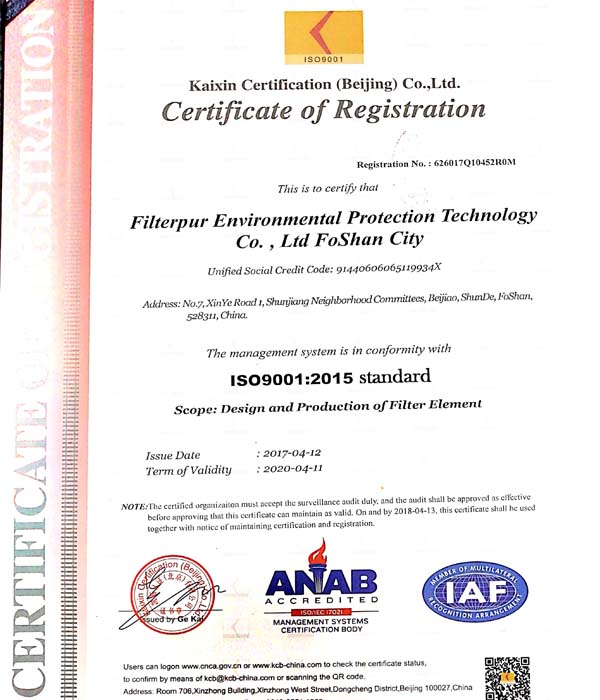 ISO9001
Kaixin Certification (Beijing) Co.,Ltd.
Certificate of Registration
Registration No. : 626017Q10452R0M
This is to certify that
Filterpur Environmental Protection Technology
Co. , Ltd FoShan City
Unified Social Credit Code: 91440606065119934X
Address: No.7, XinYe Road 1, Shunjiang Neighborhood Committees, Beijiao, ShunDe, FoShan,
528311, China.
The management system is in conformity with
ISO9001:2015 standard
Scope: Design and Production of Filter Element
Issue Date : 2017-04-12
Term of Validity : 2020-04-11
NOTE:The certified organizaiton must accept the surveillance audit duly, and the audit shall be approved as effective
before approving that this certificate can maintain as valid. On and by 2018-04-13, this certificate shall be used
together with notice of maintaining certification and registration.
Issued by Ge Kai
ANAB
ACCREDITED
ISO/IEC 17021
MANAGEMENT SYSTEMS
CERTIFICATION BODY
MEMBER OF MULTILATERAL
IAF
RECOGNITION ARRANGEMENT
Users can logon www.cnca.gov.cn or www.kcb-china.com to check the certificate status,
to confirm by means of kcb@kcb-china.com or scanning the QR code.
Address: Room 706,Xinzhong Building,Xinzhong West Street,Dongcheng District,Beijing 100027,China
CERTIFICATE OF REGISTRATION